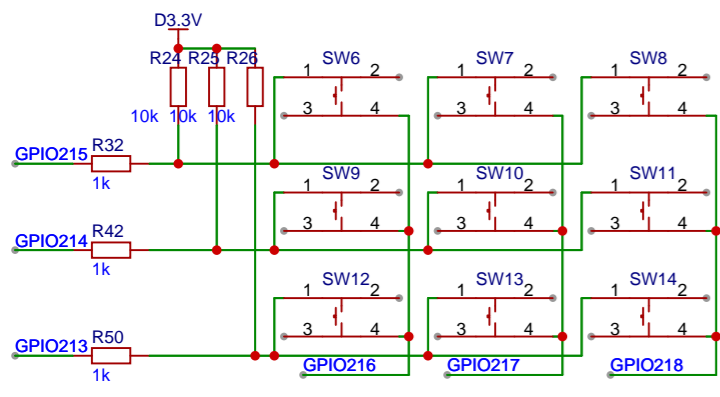 D3.3V
R24 R25 R26
10k 10k 10k
SW6 SW7 SW8
1 2 1 2 1 2
3 4 3 4 3 4
GPIO215 R32
1k
SW9 SW10 SW11
1 2 1 2 1 2
3 4 3 4 3 4
GPIO214 R42
1k
SW12 SW13 SW14
1 2 1 2 1 2
3 4 3 4 3 4
GPIO213 R50
1k
GPIO216 GPIO217 GPIO218